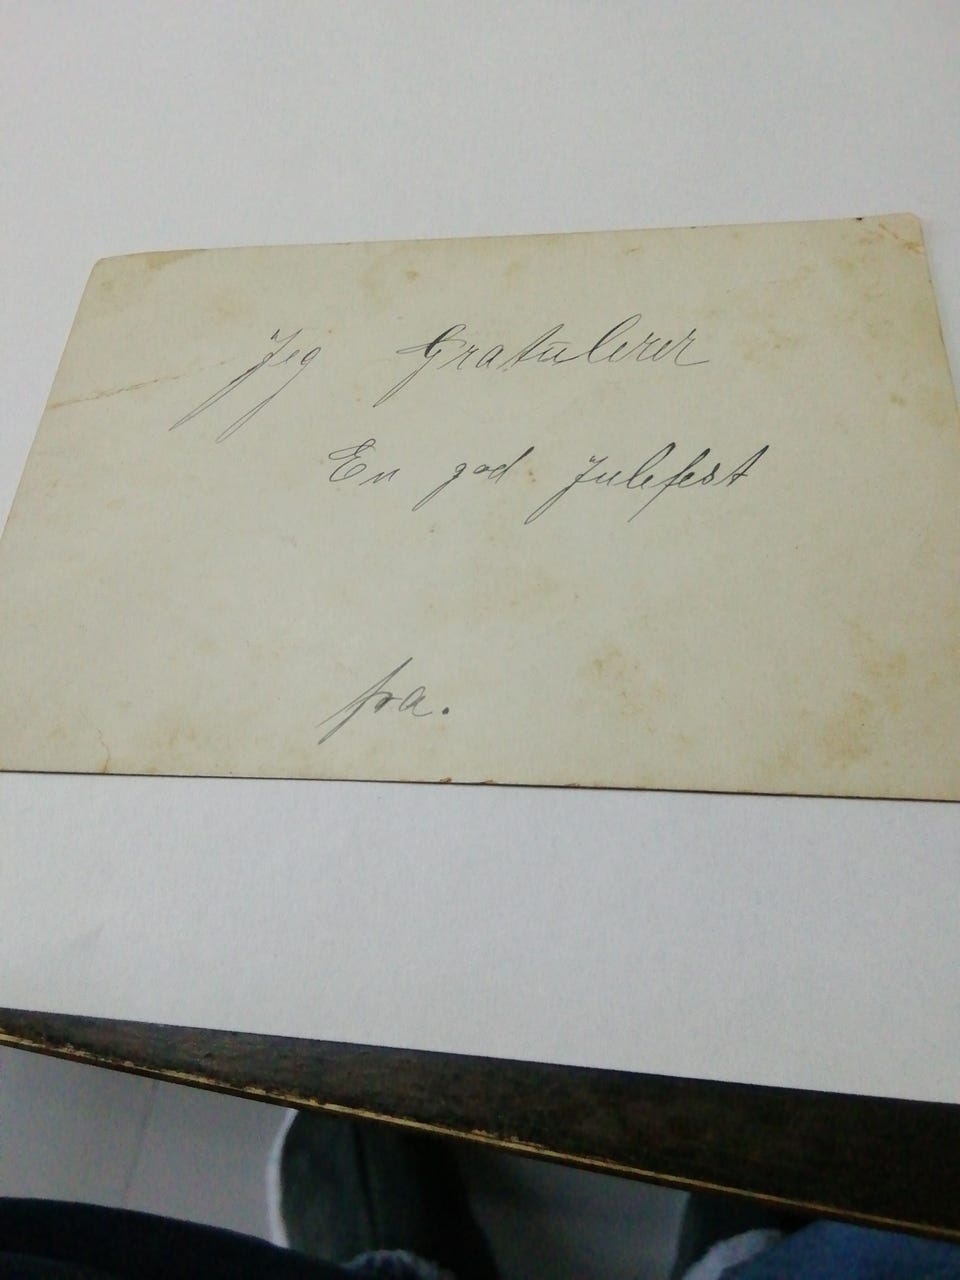 Jeg Gratulerer
En god Julefest
fra.